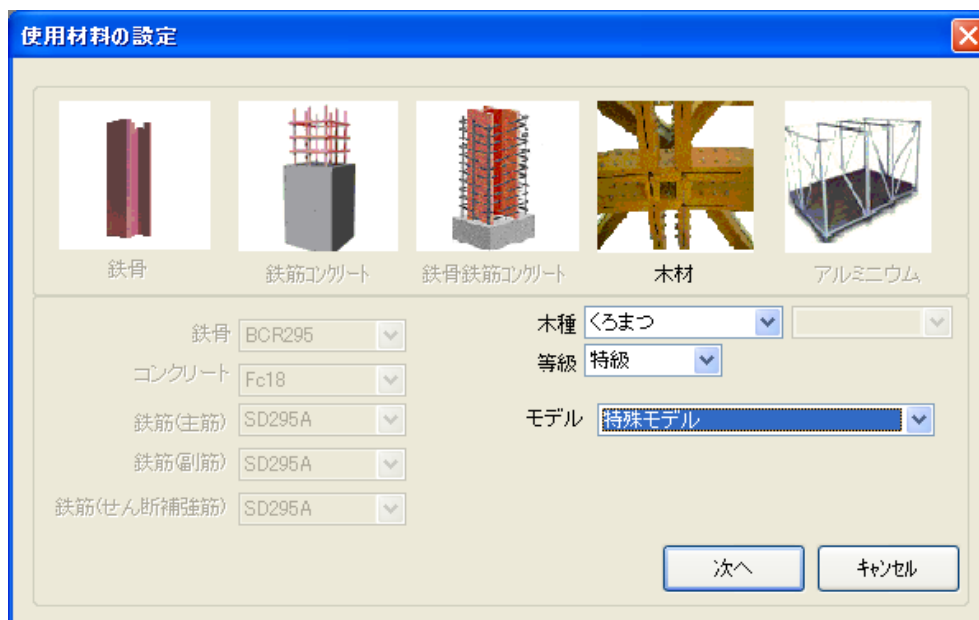 使用材料の設定
鉄骨
鉄筋コンクリート
鉄骨鉄筋コンクリート
木材
アルミニウム
鉄骨 BCR295
コンクリート Fc18
鉄筋(主筋) SD295A
鉄筋(副筋) SD295A
鉄筋(せん断補強筋) SD295A
木種 くろまつ
等級 特級
モデル 特殊モデル
次へ
キャンセル